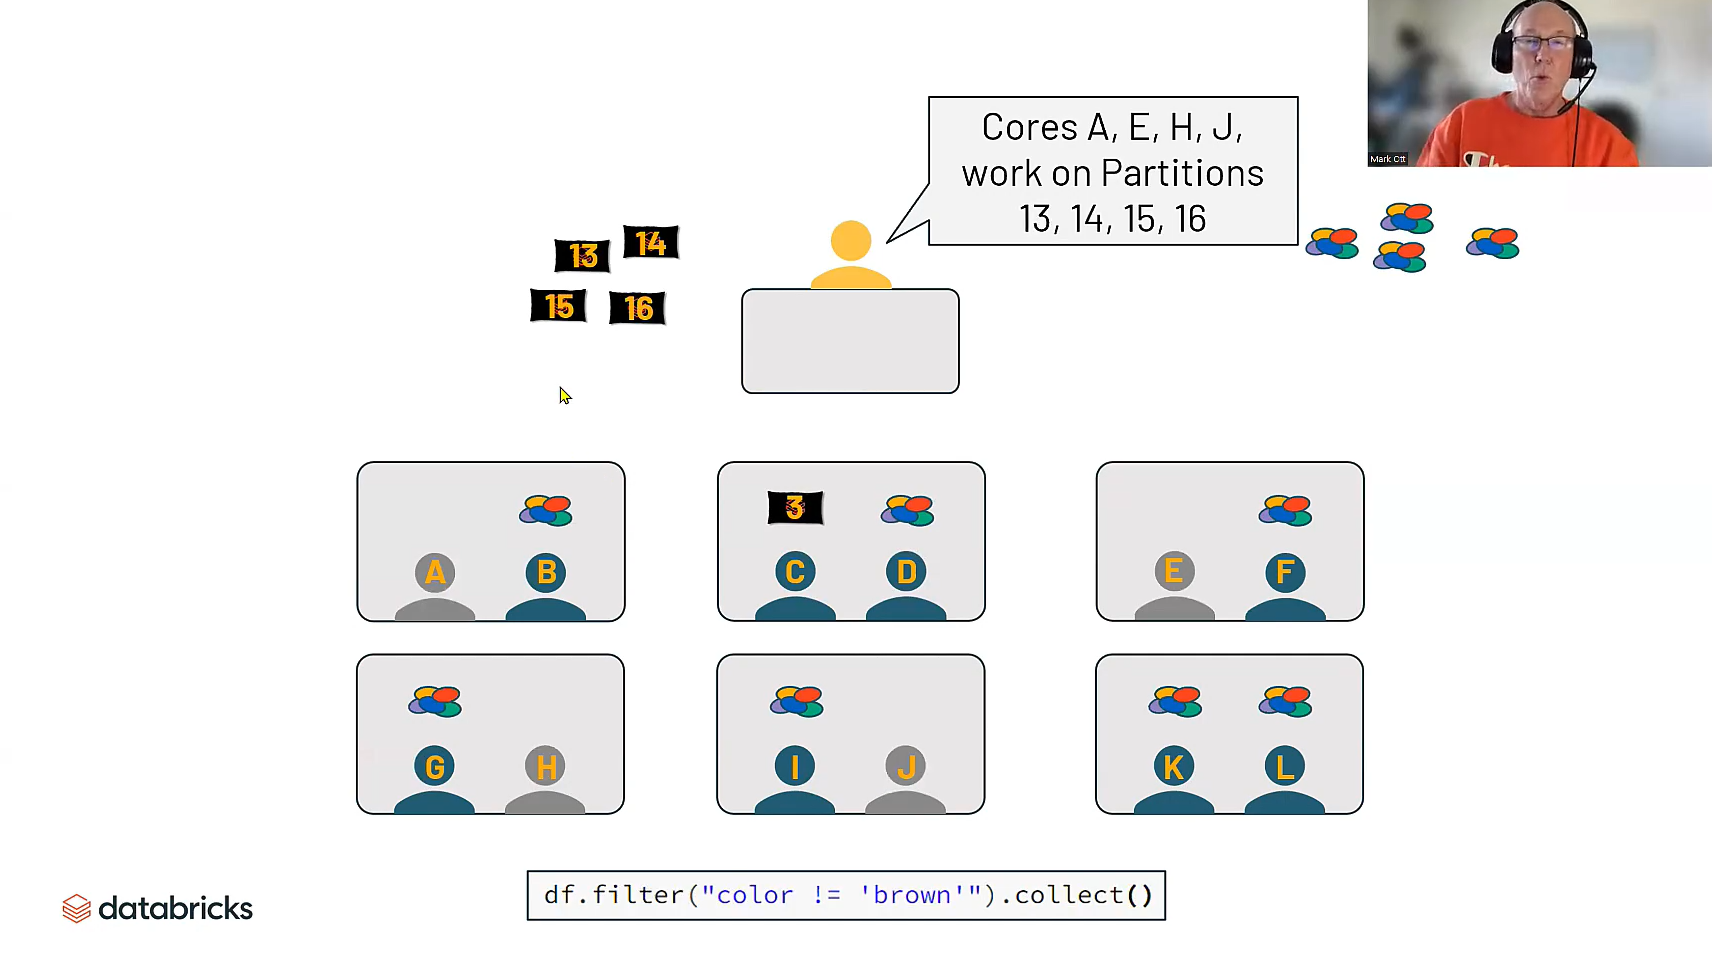 Cores A, E, H, J,
work on Partitions
13, 14, 15, 16
Mark Ott
13
14
15
16
3
A
B
C
D
E
F
G
H
I
J
K
L
df.filter("color != 'brown'").collect()
databricks